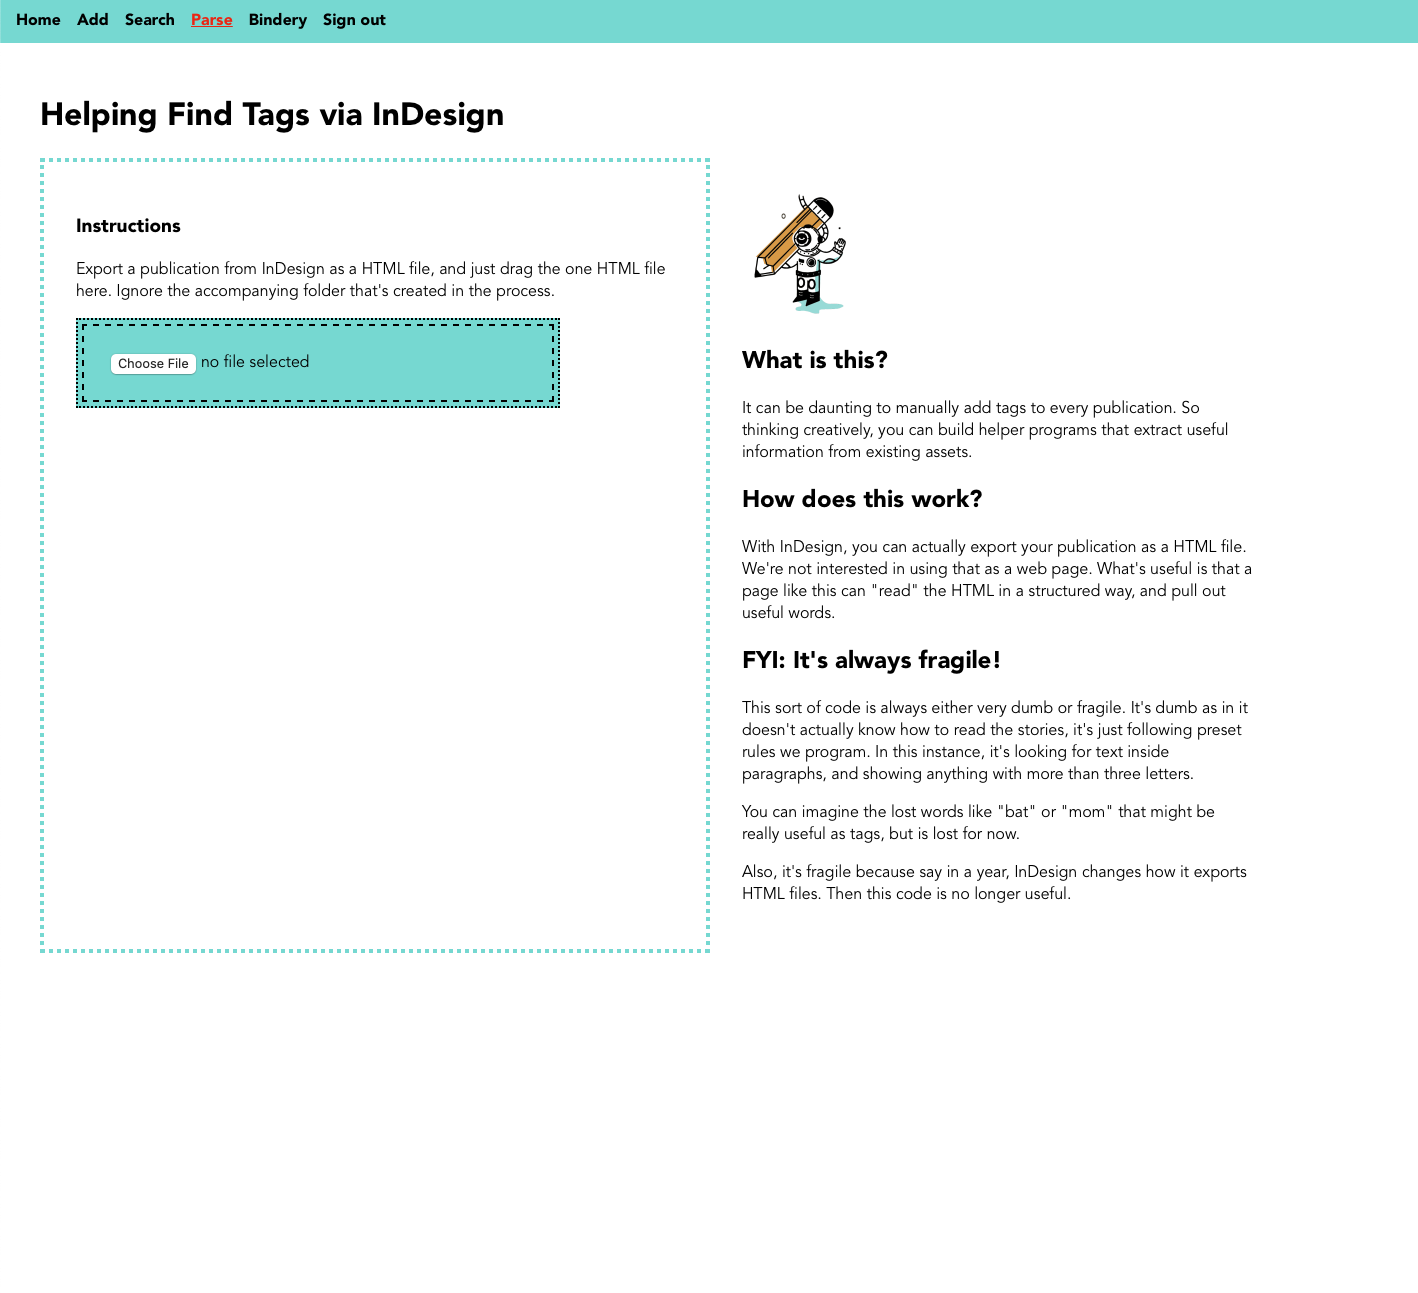 Home Add Search Parse Bindery Sign out
Helping Find Tags via InDesign
Instructions
Export a publication from InDesign as a HTML file, and just drag the one HTML file
here. Ignore the accompanying folder that's created in the process.
Choose File no file selected
What is this?
It can be daunting to manually add tags to every publication. So
thinking creatively, you can build helper programs that extract useful
information from existing assets.
How does this work?
With InDesign, you can actually export your publication as a HTML file.
We're not interested in using that as a web page. What's useful is that a
page like this can "read" the HTML in a structured way, and pull out
useful words.
FYI: It's always fragile!
This sort of code is always either very dumb or fragile. It's dumb as in it
doesn't actually know how to read the stories, it's just following preset
rules we program. In this instance, it's looking for text inside
paragraphs, and showing anything with more than three letters.
You can imagine the lost words like "bat" or "mom" that might be
really useful as tags, but is lost for now.
Also, it's fragile because say in a year, InDesign changes how it exports
HTML files. Then this code is no longer useful.